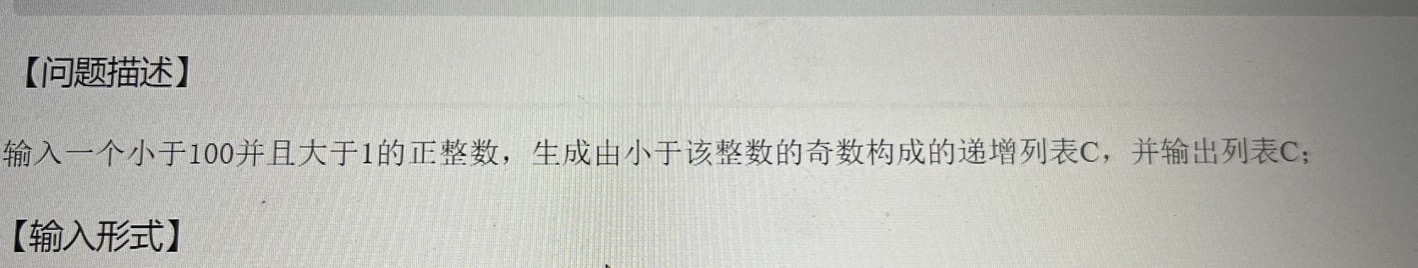 【问题描述】
输入一个小于100并且大于1的正整数，生成由小于该整数的奇数构成的递增列表C，并输出列表C；
【输入形式】